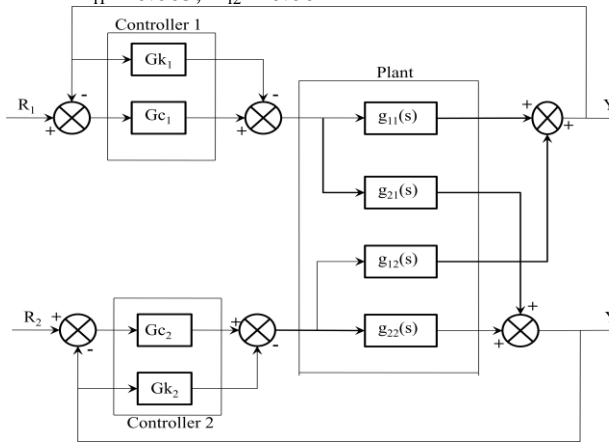 Controller 1
Plant
Gk₁
Gc₁
R₁
g₁₁(s)
Y
g₂₁(s)
g₁₂(s)
R₂
Gc₂
g₂₂(s)
Y
Gk₂
Controller 2
- + - + + + + + + + - + - + +